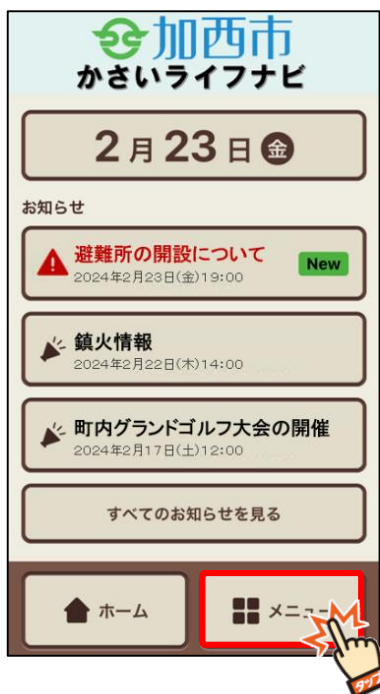 加西市
かさいライフナビ
2月23日金
お知らせ
避難所の開設について
New
2024年2月23日(金)19:00
鎮火情報
2024年2月22日(木)14:00
町内グランドゴルフ大会の開催
2024年2月17日(土)12:00
すべてのお知らせを見る
ホーム
メニュー
タップ